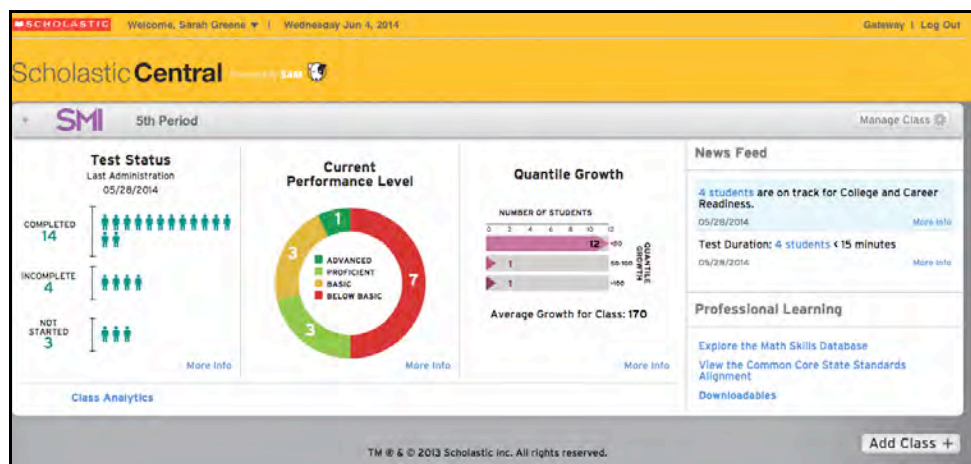 SCHOLASTIC Welcome, Sarah Greene | Wednesday Jun 4, 2014 Gateway | Log Out
Scholastic Central SAM
SMI 5th Period Manage Class
Test Status
Last Administration
05/28/2014
COMPLETED
14
INCOMPLETE
4
NOT
STARTED
3
More Info
Current
Performance Level
1
3
7
3
ADVANCED
PROFICIENT
BASIC
BELOW BASIC
More Info
Quantile Growth
NUMBER OF STUDENTS
0 2 4 6 8 10 12
12 <50
1 50-100
1 >100
QUANTILE
GROWTH
Average Growth for Class: 170
More Info
Class Analytics
News Feed
4 students are on track for College and Career
Readiness.
05/28/2014 More Info
Test Duration: 4 students < 15 minutes
05/28/2014 More Info
Professional Learning
Explore the Math Skills Database
View the Common Core State Standards
Alignment
Downloadables
Add Class +
TM ® & © 2013 Scholastic Inc. All rights reserved.